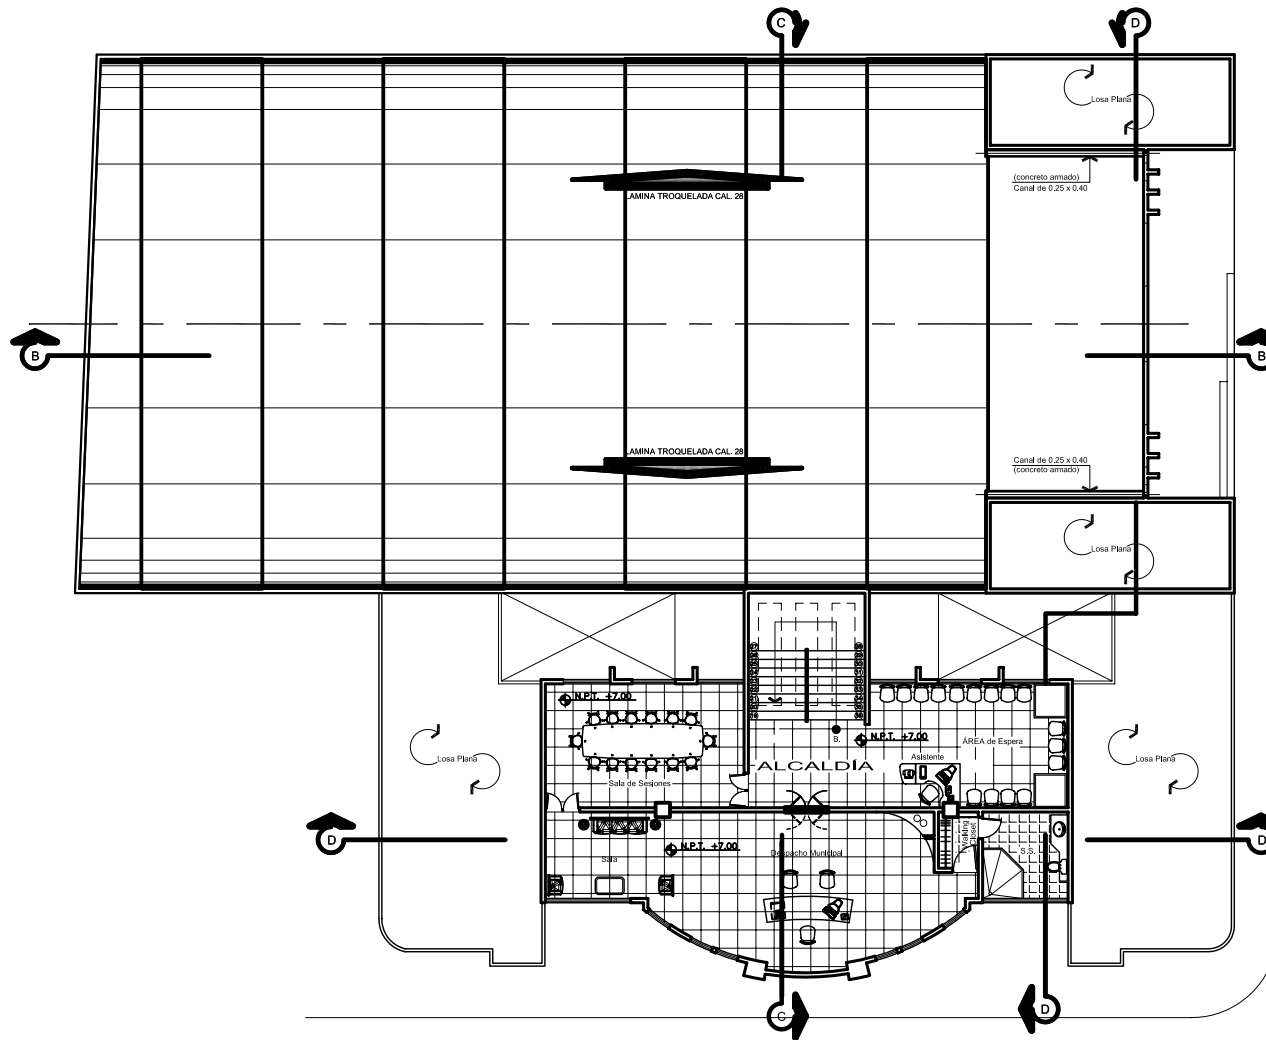 C
D
Losa Plana
(concreto armado)
Canal de 0.25 x 0.40
LAMINA TROQUELADA CAL. 28
B
B
LAMINA TROQUELADA CAL. 28
Canal de 0.25 x 0.40
(concreto armado)
Losa Plana
N.P.T. +7.00
B.
N.P.T. +7.00
ÁREA de Espera
Losa Plana
Asistente
Losa Plana
ALCALDÍA
Sala de Sesiones
D
Walking
Closet
D
N.P.T. +7.00
Sala
Despacho Municipal
S.S.
C
D